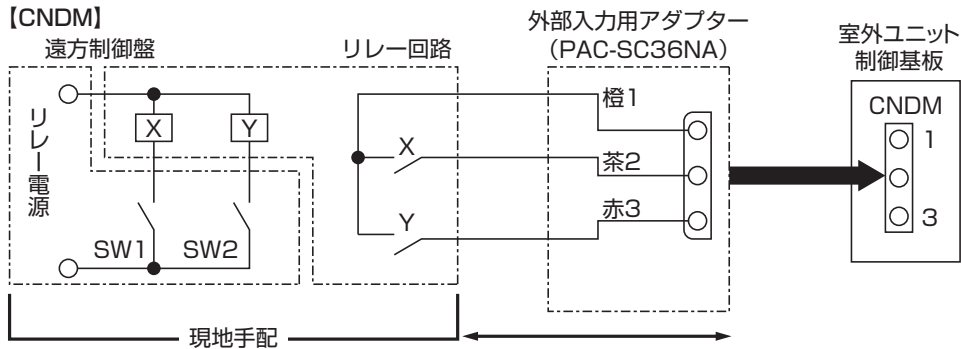 【CNDM】
遠方制御盤
リレー回路
外部入力用アダプター
(PAC-SC36NA)
室外ユニット
制御基板
リレー電源
X
Y
SW1
SW2
X
Y
橙1
茶2
赤3
CNDM
1
3
現地手配